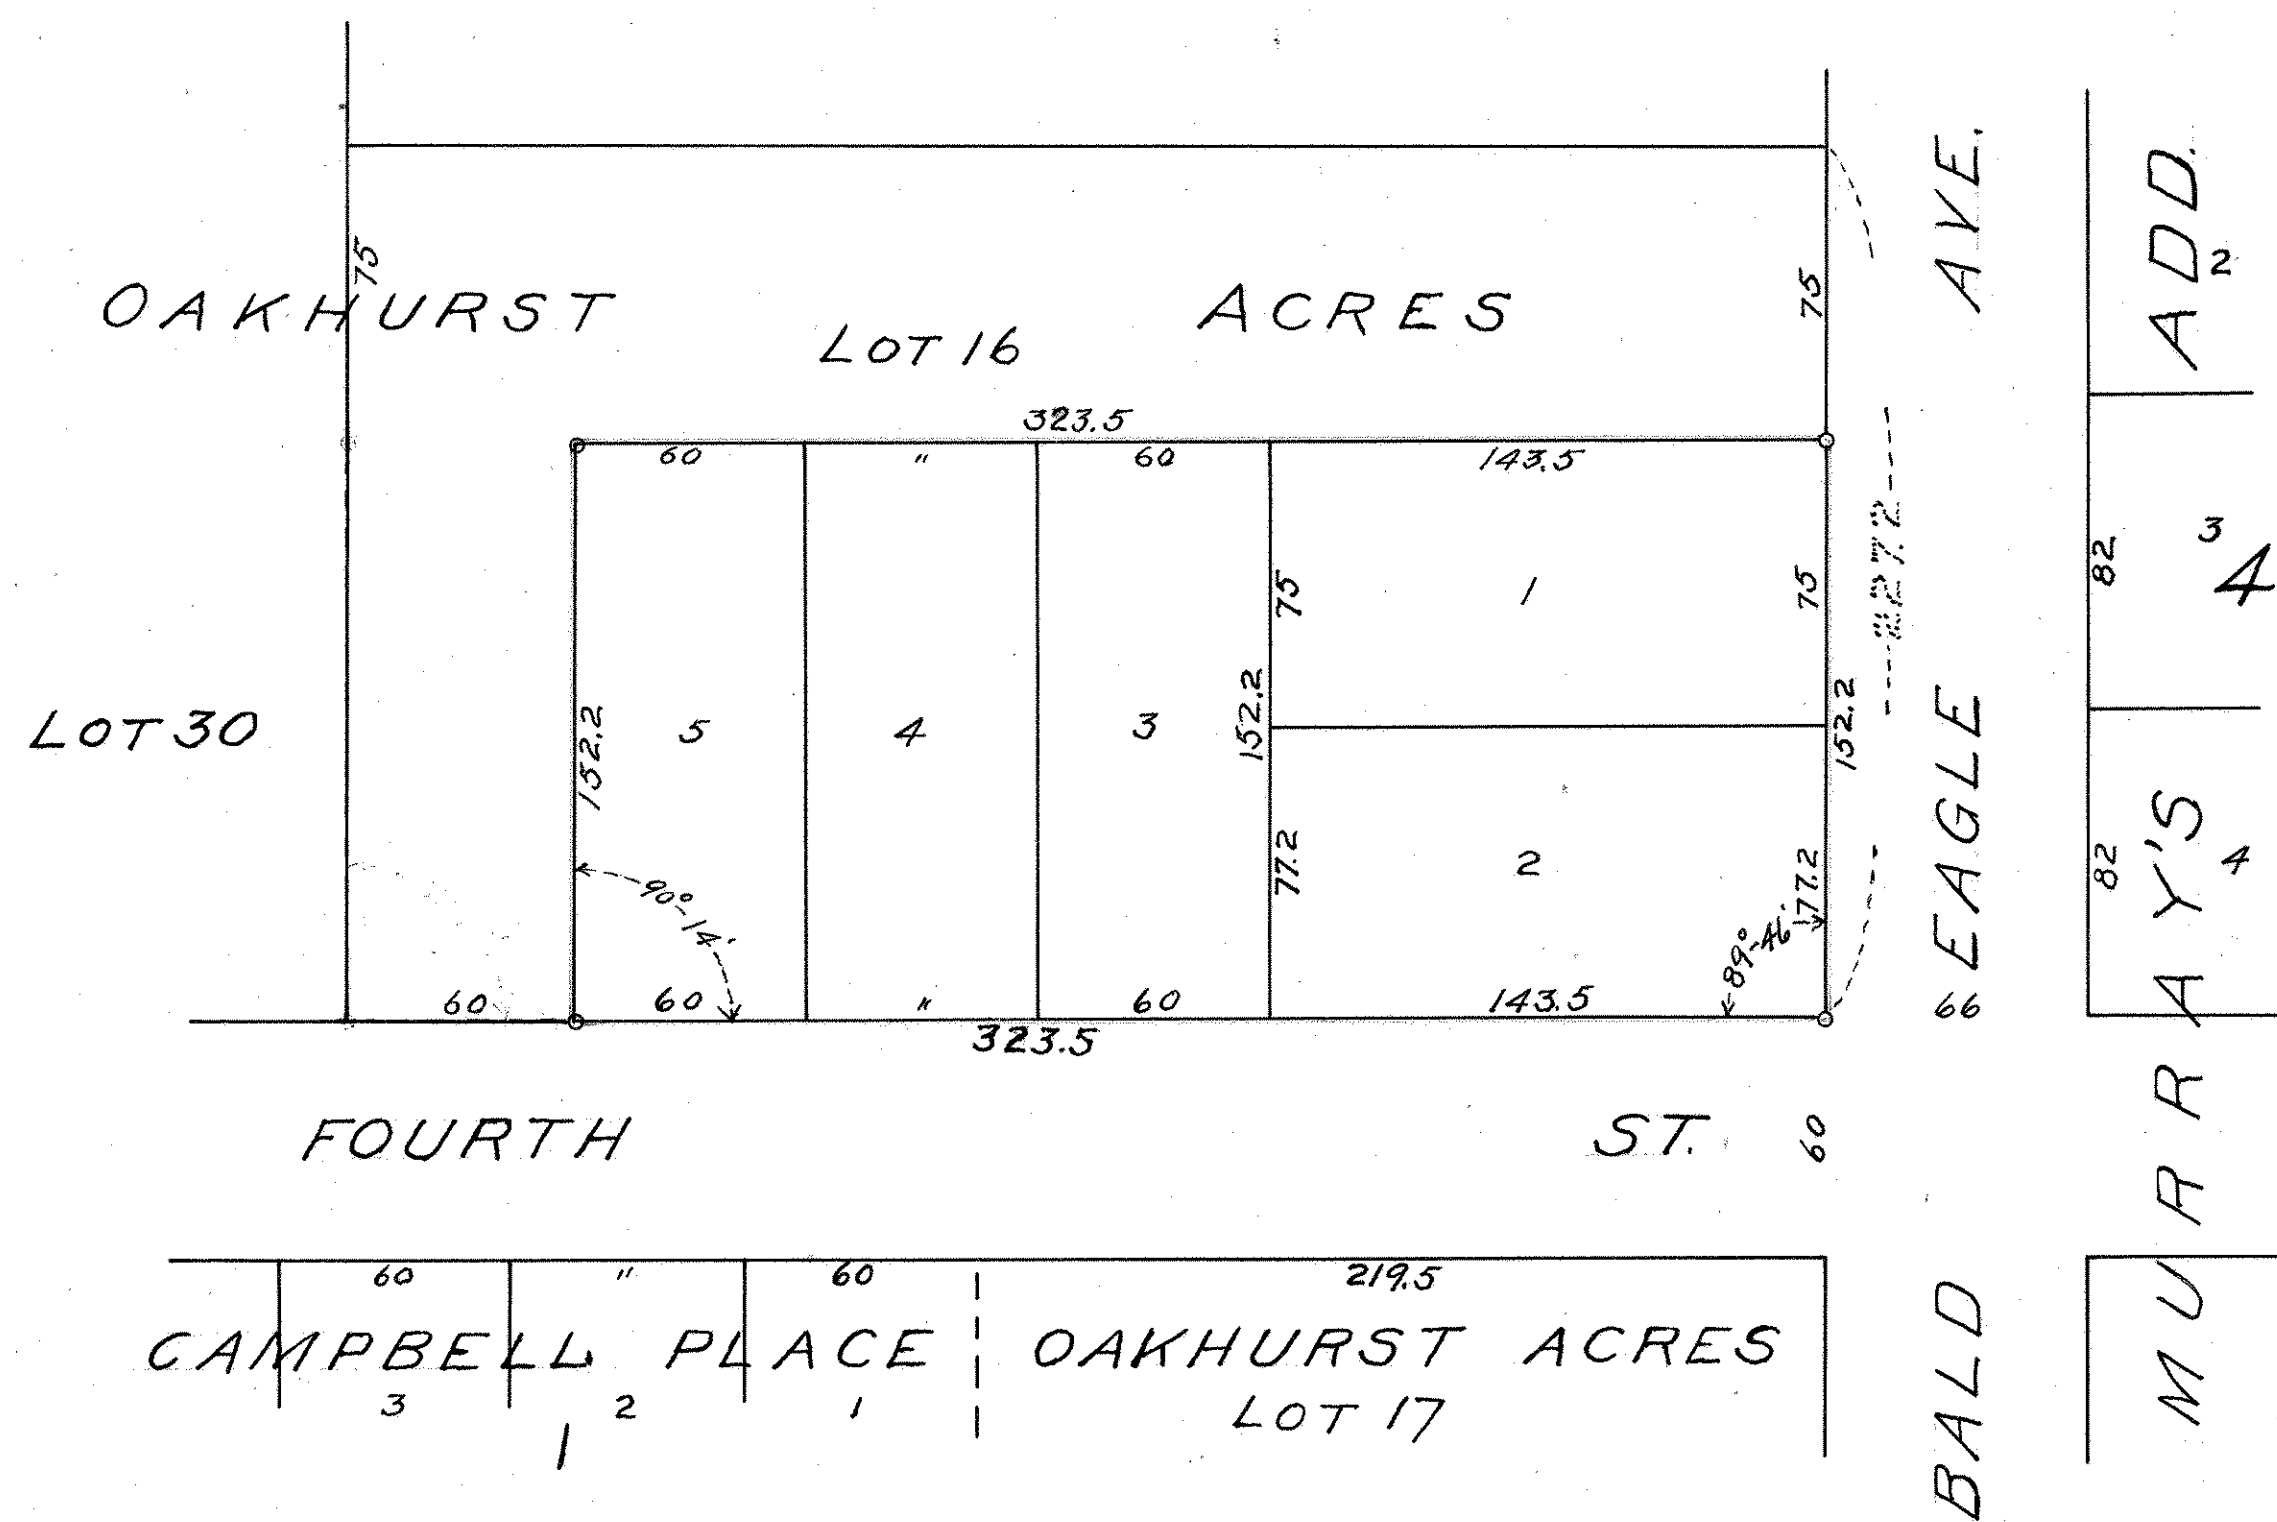 OAKHURST ACRES
LOT 16
75
75
323.5
60 " 60 143.5
LOT 30
152.2
5
4
3
152.2
75
77.2
1
2
75
77.2
152.2
227.2
90°-14'
89°-46'
60 60 " 60 143.5
323.5
FOURTH ST. 60
60 " 60 219.5
CAMPBELL PLACE OAKHURST ACRES
3 2 1 LOT 17
1
BALD EAGLE AVE.
66
MURRAY'S ADD.
2
3
4
82
82
4